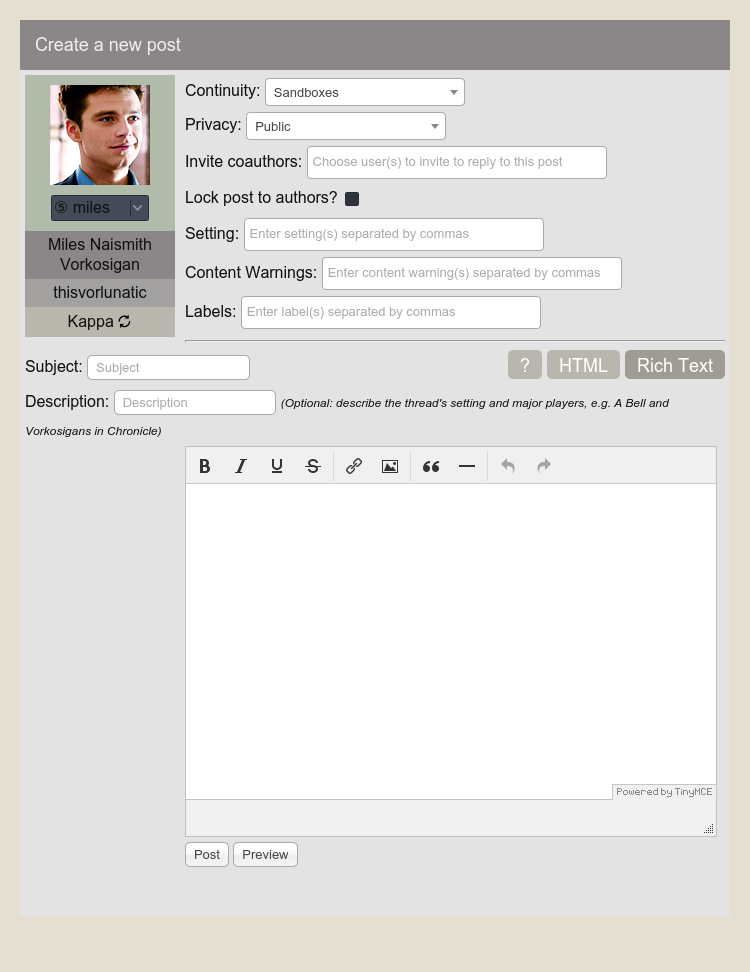 Create a new post
Continuity: Sandboxes
Privacy: Public
Invite coauthors: Choose user(s) to invite to reply to this post
Lock post to authors?
Setting: Enter setting(s) separated by commas
Content Warnings: Enter content warning(s) separated by commas
Labels: Enter label(s) separated by commas
⑤ miles
Miles Naismith
Vorkosigan
thisvorlunatic
Kappa
Subject: Subject
? HTML Rich Text
Description: Description (Optional: describe the thread's setting and major players, e.g. A Bell and
Vorkosigans in Chronicle)
B I U S
Powered by TinyMCE
Post Preview